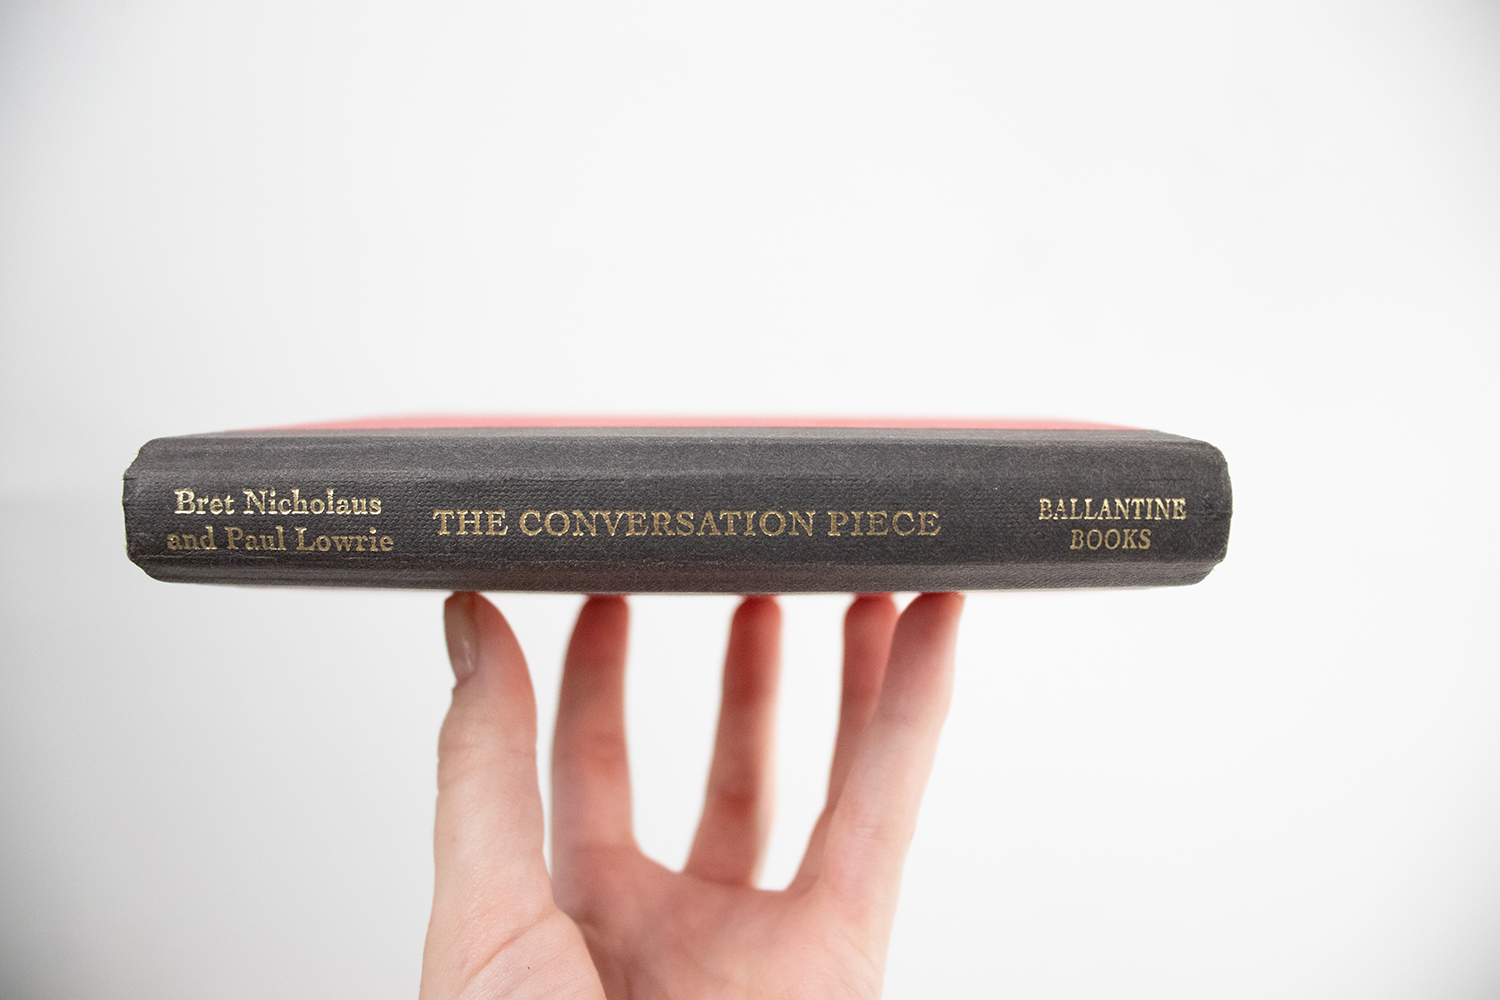 Bret Nicholaus
and Paul Lowrie
THE CONVERSATION PIECE
BALLANTINE
BOOKS